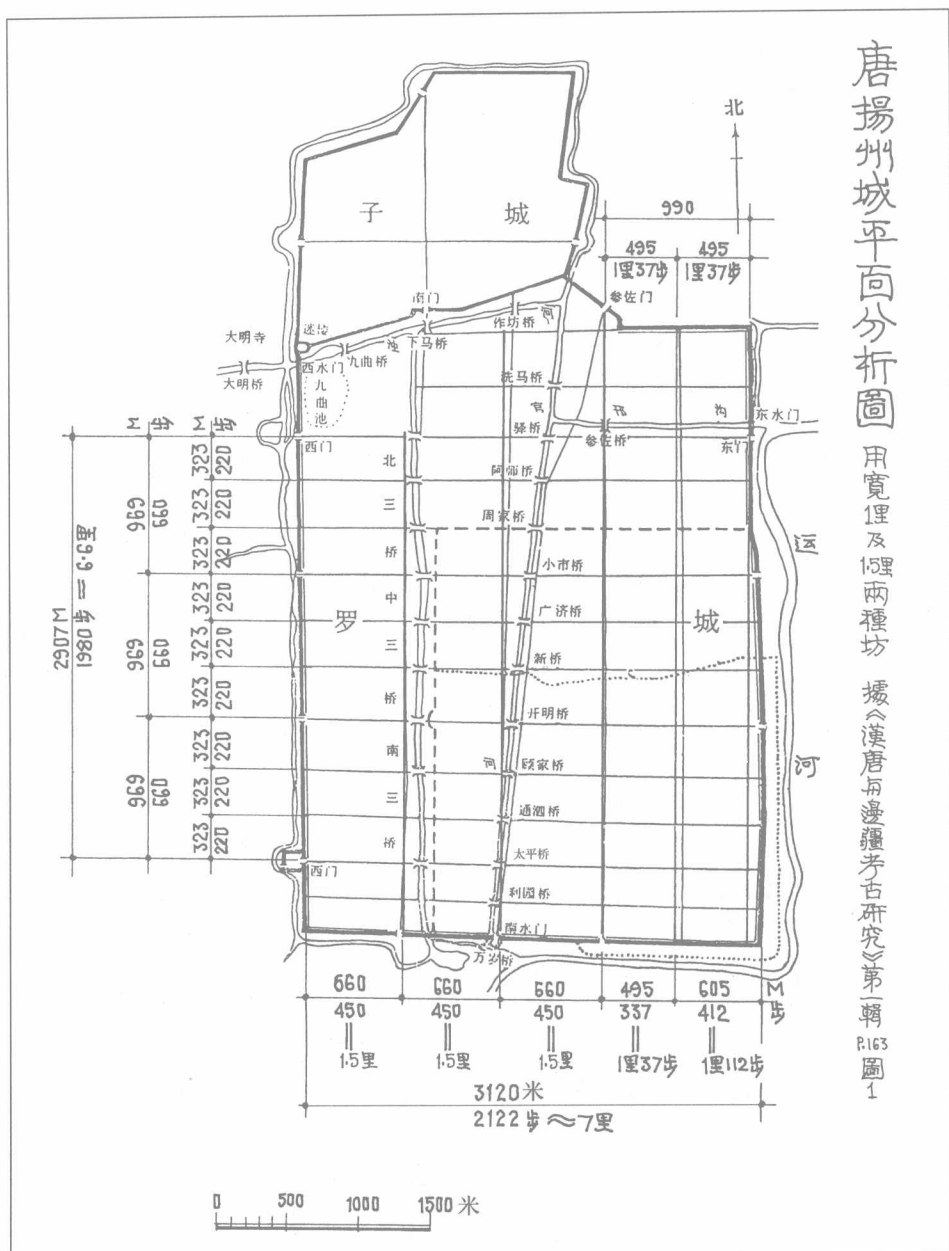 唐揚州城平面分析圖
用寬1里及1.5里兩種坊
據《漢唐与邊疆考古研究》第一輯 P.163 圖1
北
子城
990
495 495
1里37步 1里37步
南门
参佐门
作坊桥
河
大明寺
迷楼
浊
下马桥
九曲桥
西水门
大明桥
九曲池
洗马桥
官
邗
沟
东水门
驿桥
参佐桥
东门
西门
阿师桥
周家桥
小市桥
广济桥
新桥
开明桥
顾家桥
通泗桥
太平桥
利园桥
南水门
万岁桥
河
西门
北三桥
中三桥
南三桥
罗城
运河
M 步 M 步
323 220
323 220
323 220
323 220
323 220
323 220
323 220
323 220
323 220
969 660
969 660
969 660
2907M
1980步 = 6.6里
660 660 660 495 605 M
450 450 450 337 412 步
1.5里 1.5里 1.5里 1里37步 1里112步
3120米
2122步≈7里
0 500 1000 1500 米